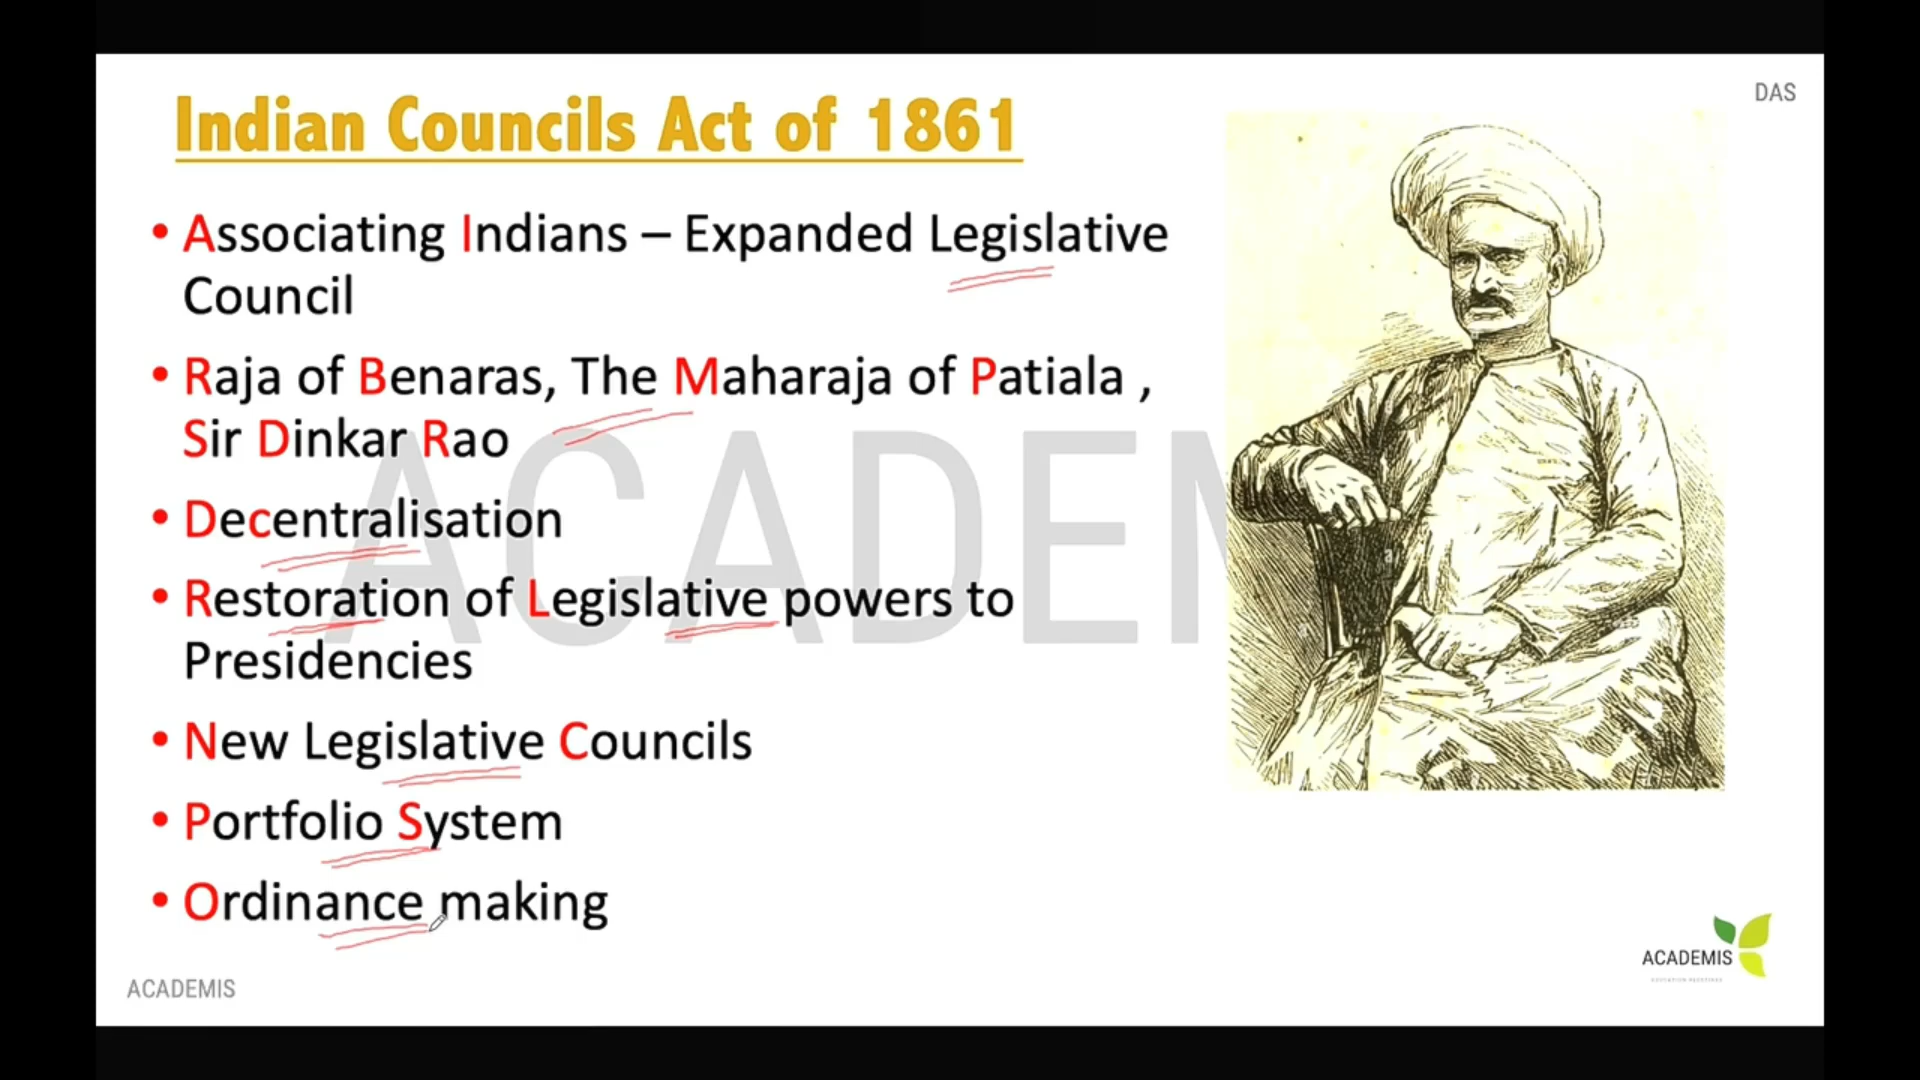 Indian Councils Act of 1861
DAS
• Associating Indians – Expanded Legislative
Council
• Raja of Benaras, The Maharaja of Patiala ,
Sir Dinkar Rao
• Decentralisation
• Restoration of Legislative powers to
Presidencies
• New Legislative Councils
• Portfolio System
• Ordinance making
ACADEM
ACADEMIS
ACADEMIS